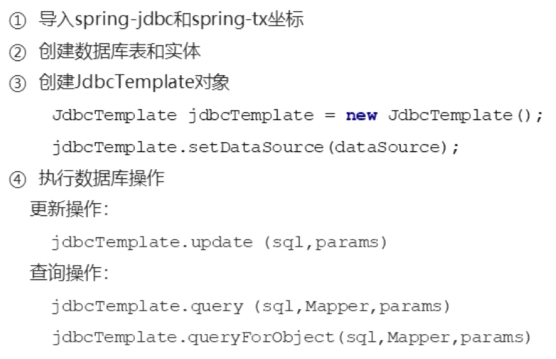 ① 导入spring-jdbc和spring-tx坐标
② 创建数据库表和实体
③ 创建JdbcTemplate对象
JdbcTemplate jdbcTemplate = new JdbcTemplate();
jdbcTemplate.setDataSource(dataSource);
④ 执行数据库操作
更新操作：
jdbcTemplate.update (sql,params)
查询操作：
jdbcTemplate.query (sql,Mapper,params)
jdbcTemplate.queryForObject(sql,Mapper,params)